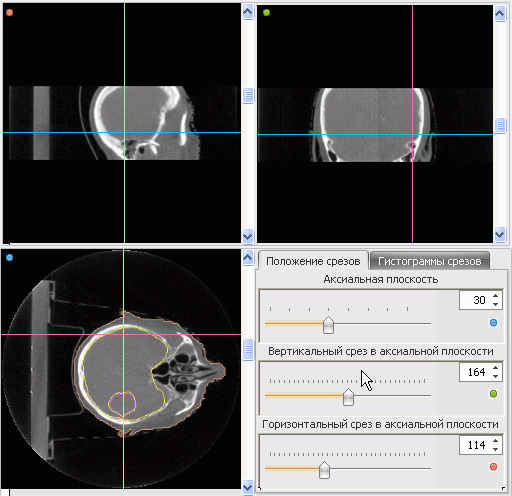 Положение срезов
Гистограммы срезов
Аксиальная плоскость
30
Вертикальный срез в аксиальной плоскости
164
Горизонтальный срез в аксиальной плоскости
114